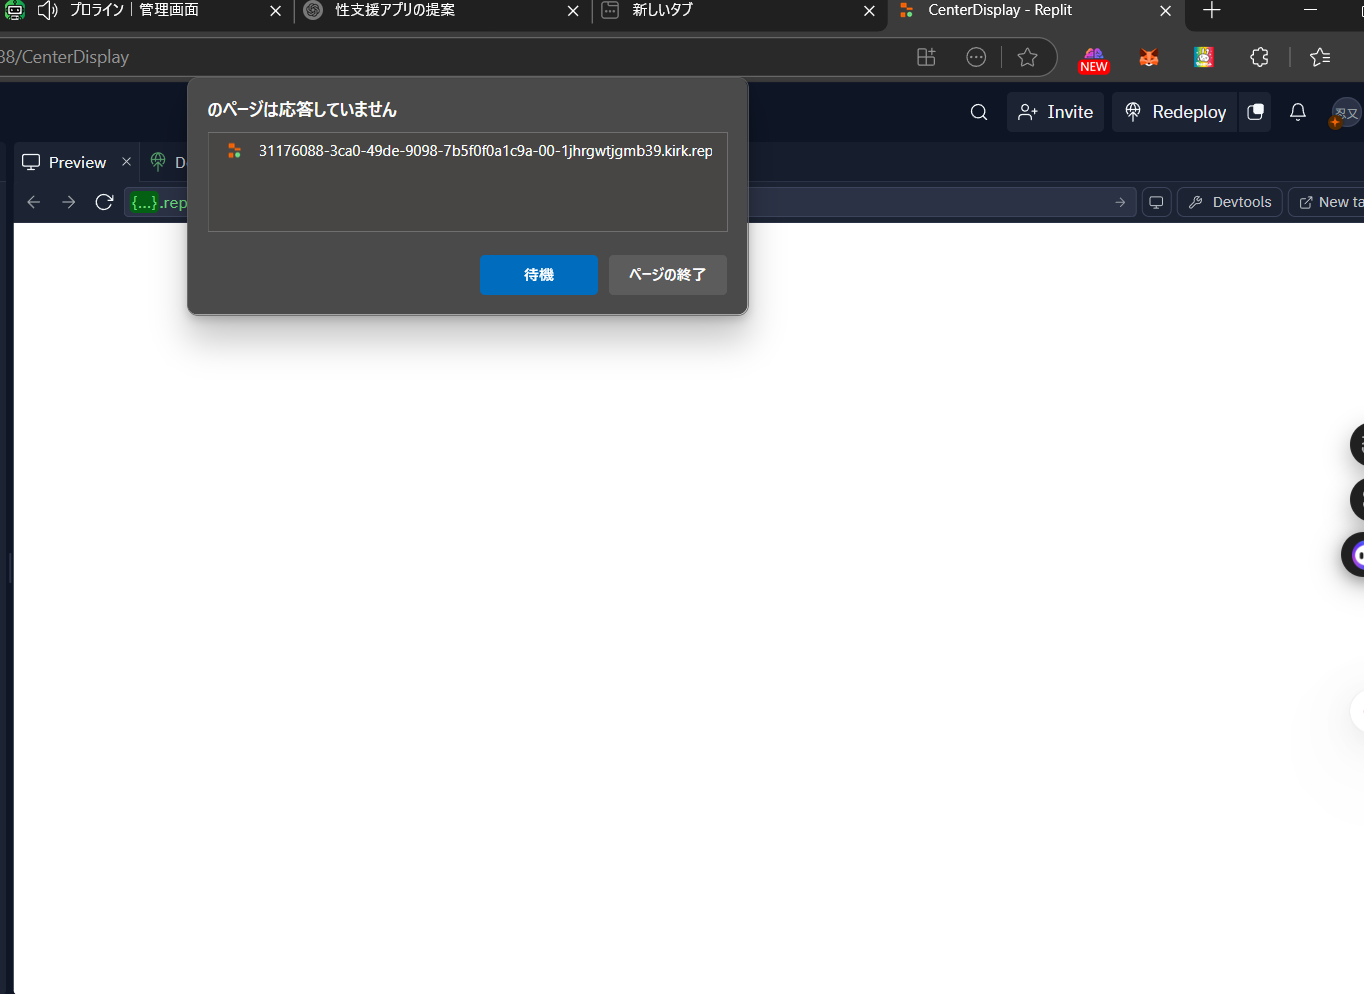 プロライン｜管理画面
性支援アプリの提案
新しいタブ
CenterDisplay - Replit
38/CenterDisplay
NEW
のページは応答していません
31176088-3ca0-49de-9098-7b5f0f0a1c9a-00-1jhrgwtjgmb39.kirk.rep
待機
ページの終了
Invite
Redeploy
忍又
Preview
D
{...}.rep
Devtools
New ta